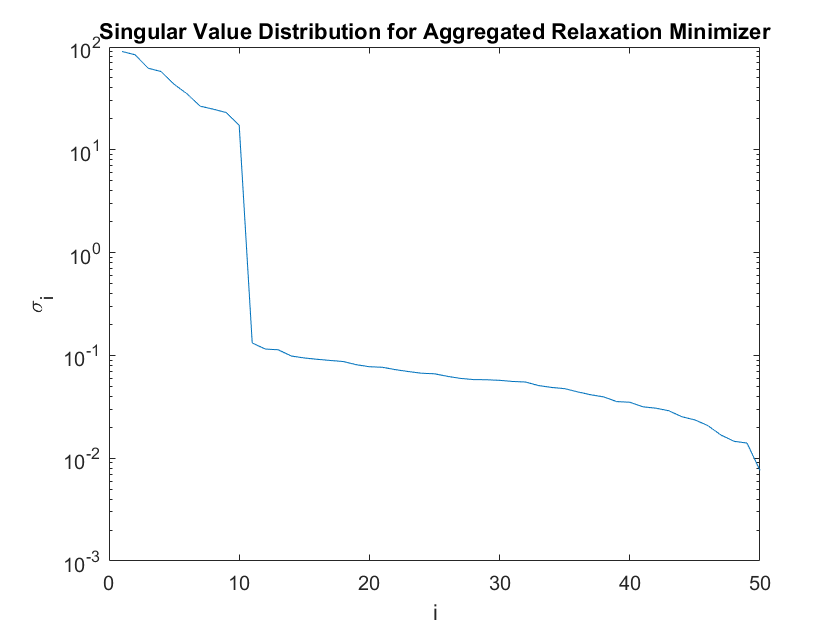 Singular Value Distribution for Aggregated Relaxation Minimizer
10^2
10^1
10^0
10^-1
10^-2
10^-3
σ_i
0 10 20 30 40 50
i